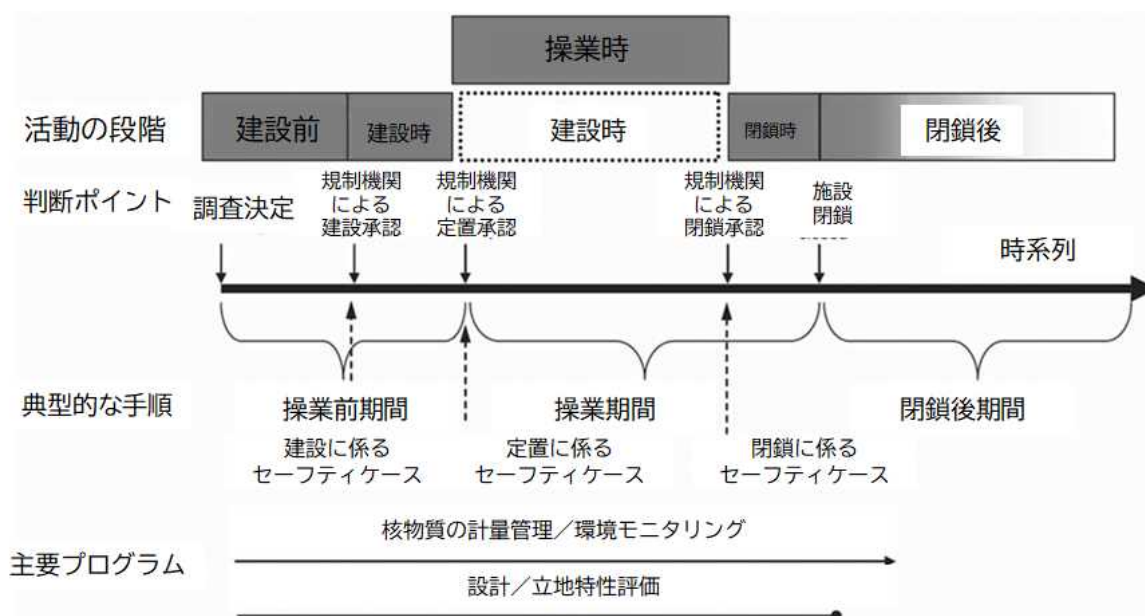 操業時
活動の段階
建設前
建設時
建設時
閉鎖時
閉鎖後
判断ポイント
調査決定
規制機関
による
建設承認
規制機関
による
定置承認
規制機関
による
閉鎖承認
施設
閉鎖
時系列
典型的な手順
操業前期間
操業期間
閉鎖後期間
建設に係る
セーフティケース
定置に係る
セーフティケース
閉鎖に係る
セーフティケース
主要プログラム
核物質の計量管理／環境モニタリング
設計／立地特性評価